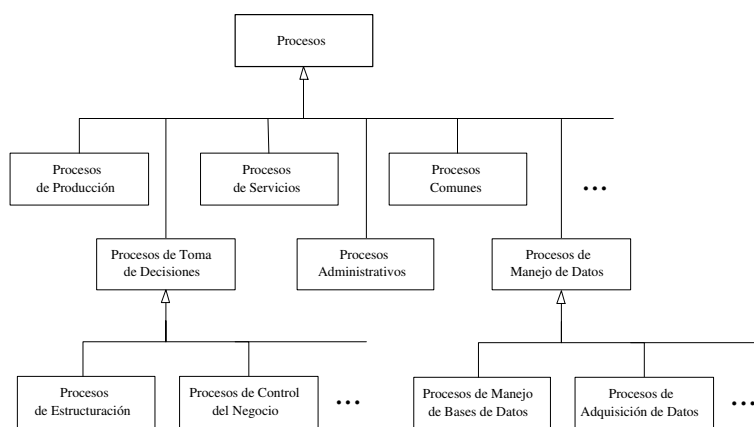 Procesos
Procesos
de Producción
Procesos
de Servicios
Procesos
Comunes
...
Procesos de Toma
de Decisiones
Procesos
Administrativos
Procesos de
Manejo de Datos
Procesos
de Estructuración
Procesos de Control
del Negocio
...
Procesos de Manejo
de Bases de Datos
Procesos de
Adquisición de Datos
...